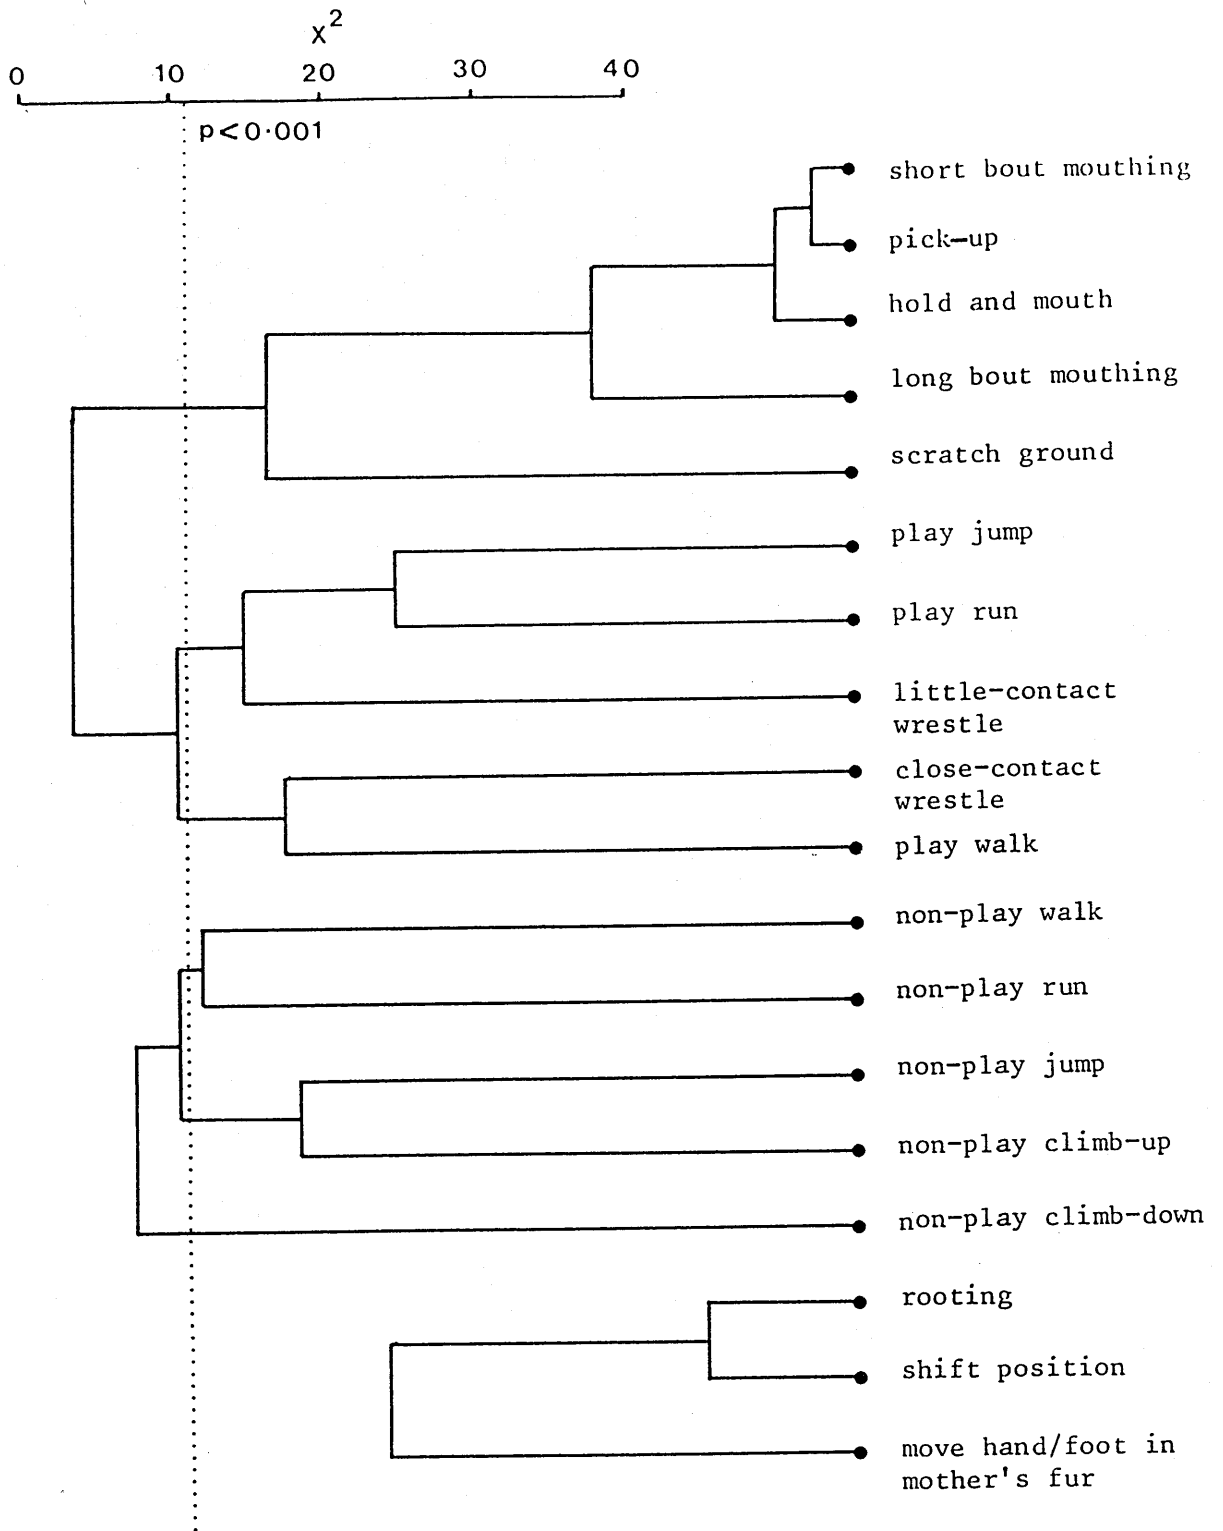 χ²
0 10 20 30 40
p<0·001
short bout mouthing
pick-up
hold and mouth
long bout mouthing
scratch ground
play jump
play run
little-contact
wrestle
close-contact
wrestle
play walk
non-play walk
non-play run
non-play jump
non-play climb-up
non-play climb-down
rooting
shift position
move hand/foot in
mother's fur